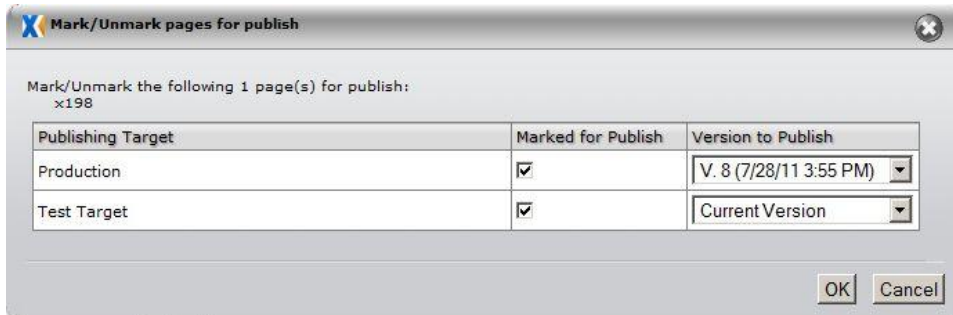 Mark/Unmark pages for publish
Mark/Unmark the following 1 page(s) for publish:
x198
Publishing Target Marked for Publish Version to Publish
Production V. 8 (7/28/11 3:55 PM)
Test Target Current Version
OK Cancel